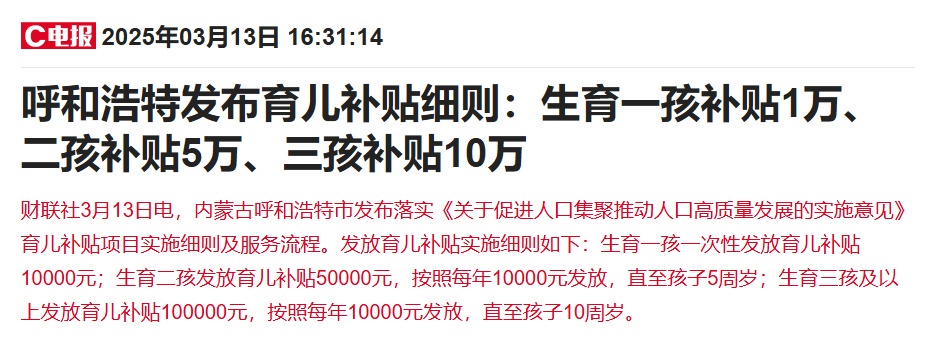 C电报 2025年03月13日 16:31:14
呼和浩特发布育儿补贴细则：生育一孩补贴1万、
二孩补贴5万、三孩补贴10万
财联社3月13日电，内蒙古呼和浩特市发布落实《关于促进人口集聚推动人口高质量发展的实施意见》
育儿补贴项目实施细则及服务流程。发放育儿补贴实施细则如下：生育一孩一次性发放育儿补贴
10000元；生育二孩发放育儿补贴50000元，按照每年10000元发放，直至孩子5周岁；生育三孩及以
上发放育儿补贴100000元，按照每年10000元发放，直至孩子10周岁。